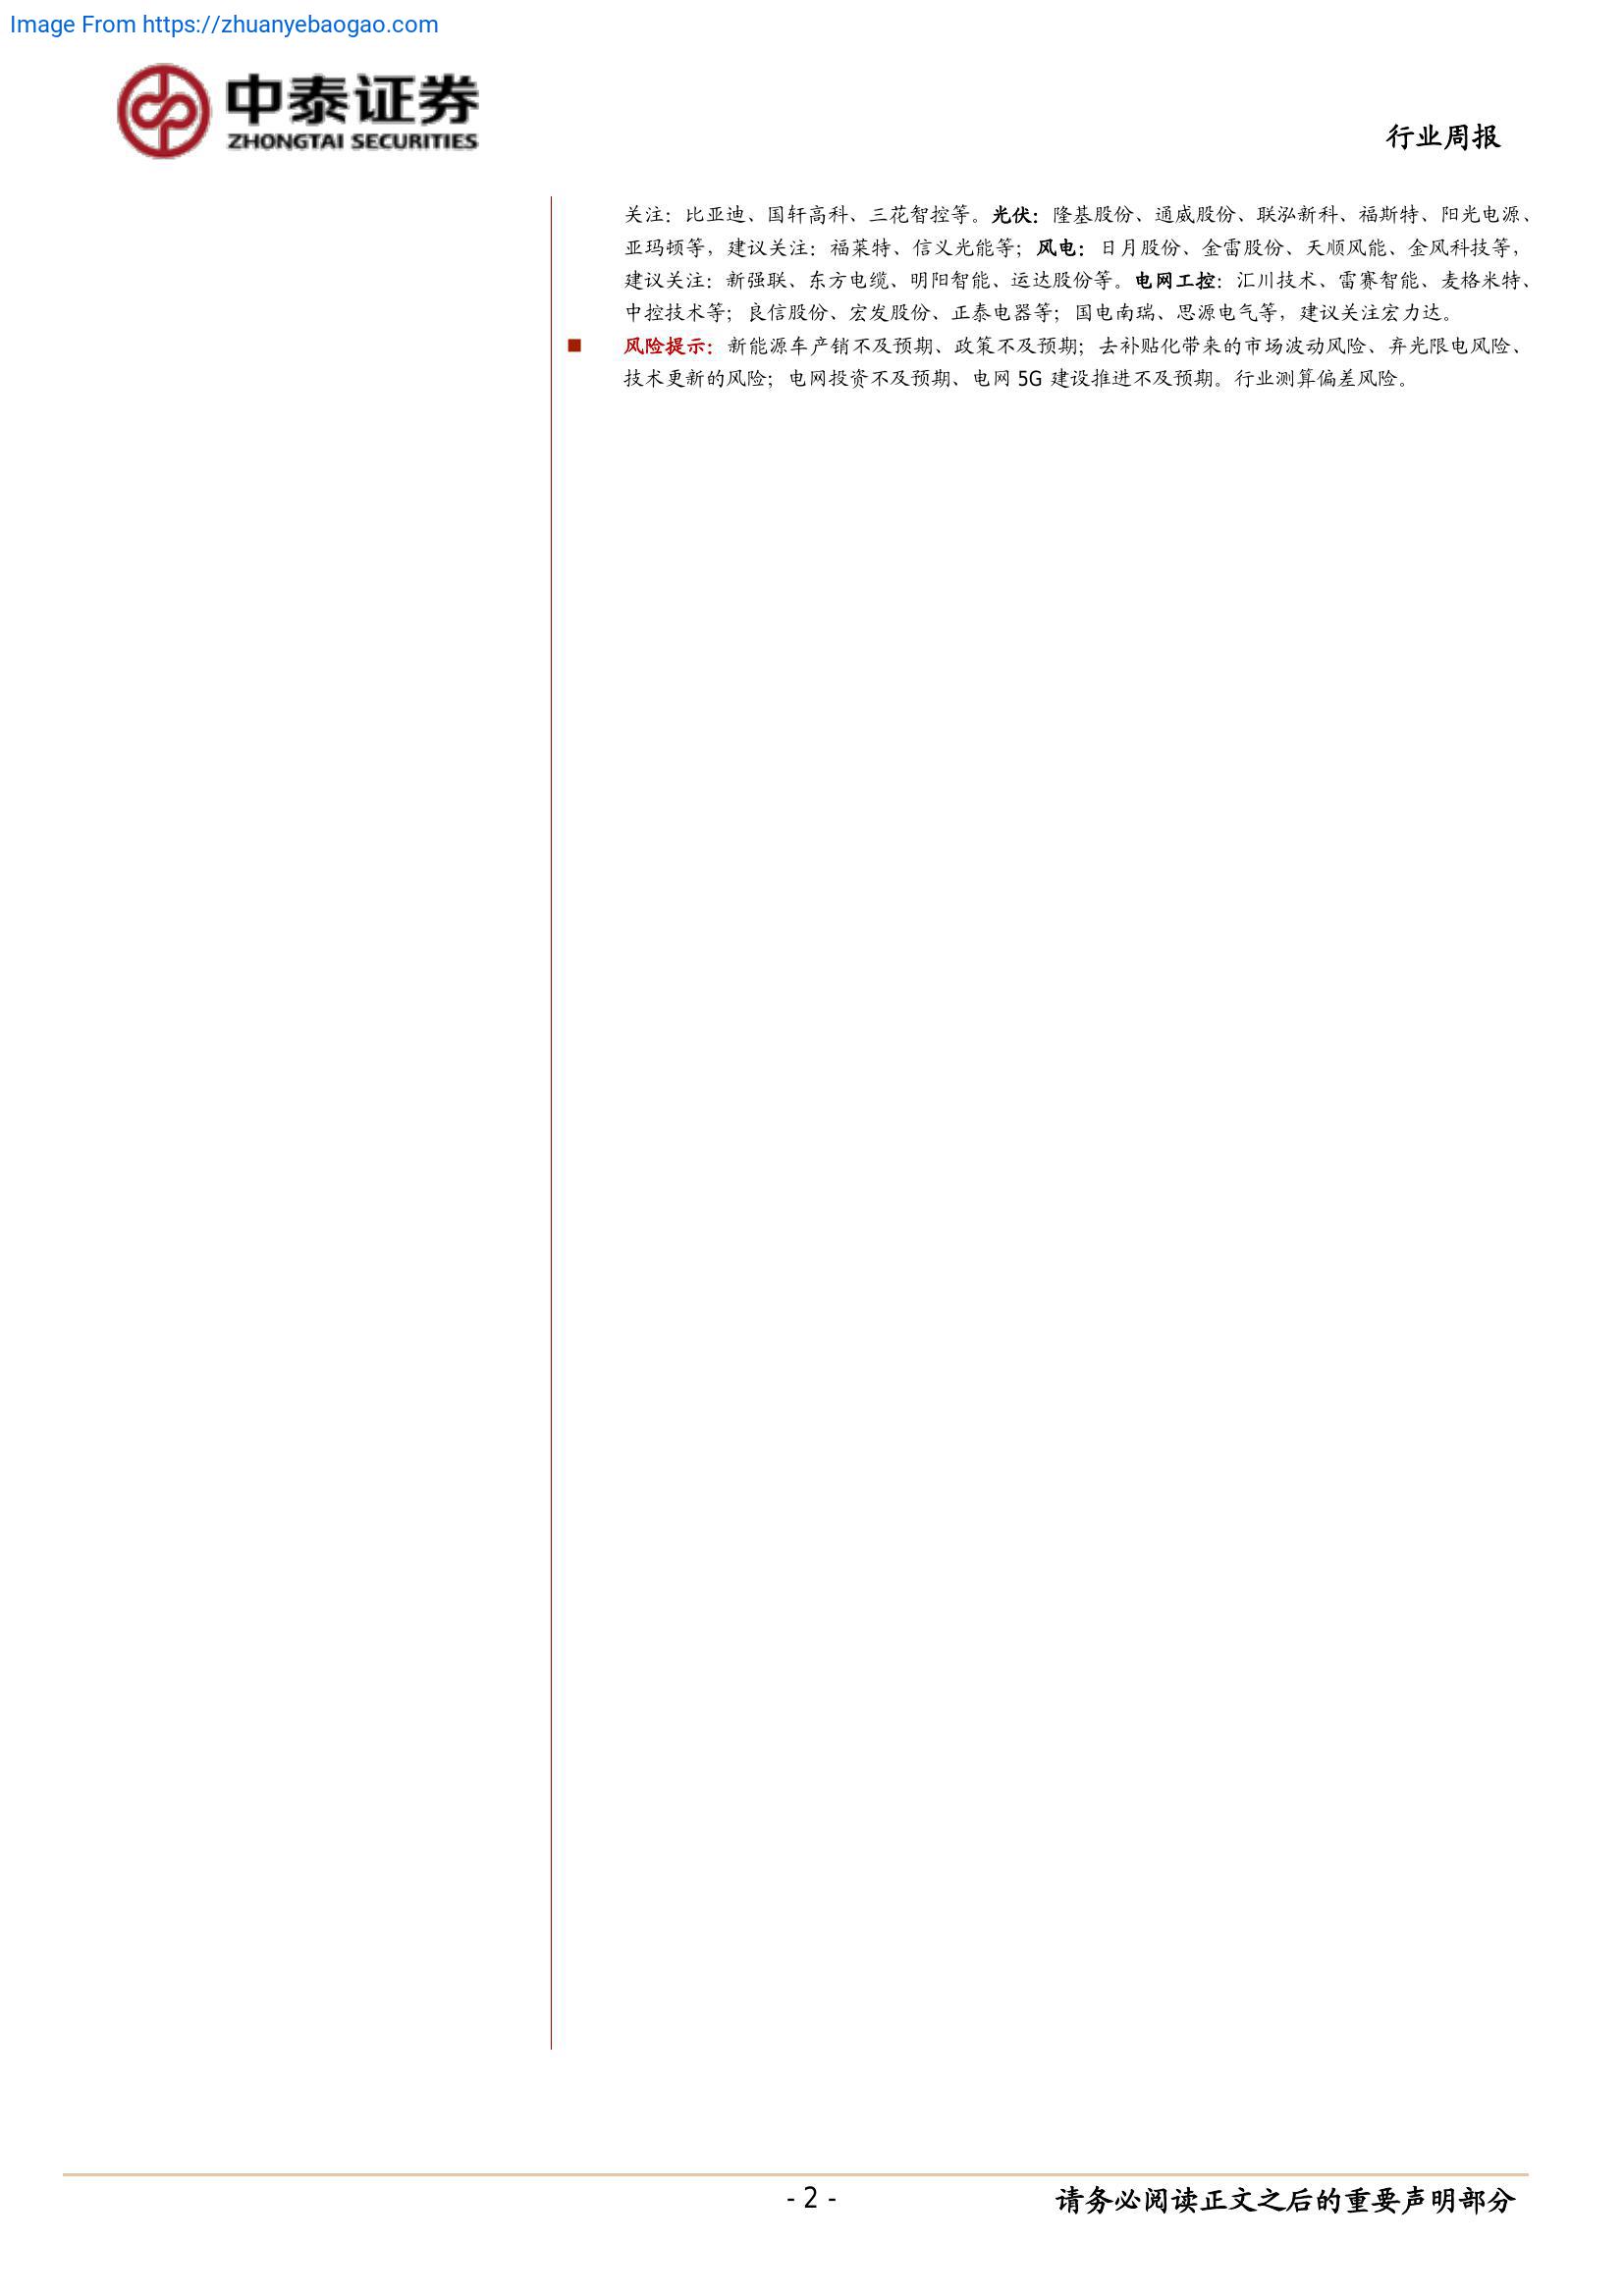 Image From https://zhuanyebaogao.com
中泰证券
ZHONGTAI SECURITIES
行业周报
关注：比亚迪、国轩高科、三花智控等。光伏：隆基股份、通威股份、联泓新科、福斯特、阳光电源、
亚玛顿等，建议关注：福莱特、信义光能等；风电：日月股份、金雷股份、天顺风能、金风科技等，
建议关注：新强联、东方电缆、明阳智能、运达股份等。电网工控：汇川技术、雷赛智能、麦格米特、
中控技术等；良信股份、宏发股份、正泰电器等；国电南瑞、思源电气等，建议关注宏力达。
■ 风险提示：新能源车产销不及预期、政策不及预期；去补贴化带来的市场波动风险、弃光限电风险、
技术更新的风险；电网投资不及预期、电网 5G 建设推进不及预期。行业测算偏差风险。
- 2 -
请务必阅读正文之后的重要声明部分